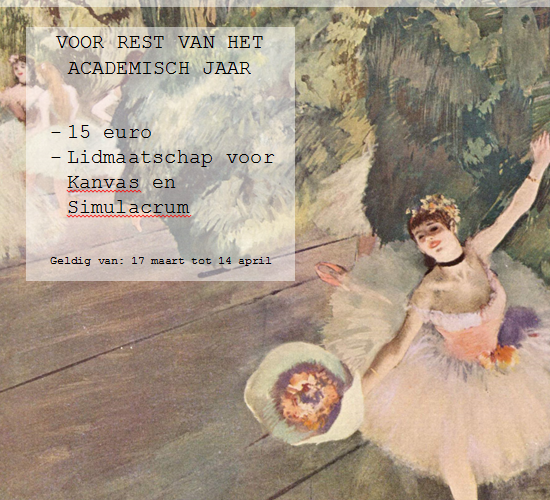 VOOR REST VAN HET
ACADEMISCH JAAR
- 15 euro
- Lidmaatschap voor
Kanvas en
Simulacrum
Geldig van: 17 maart tot 14 april